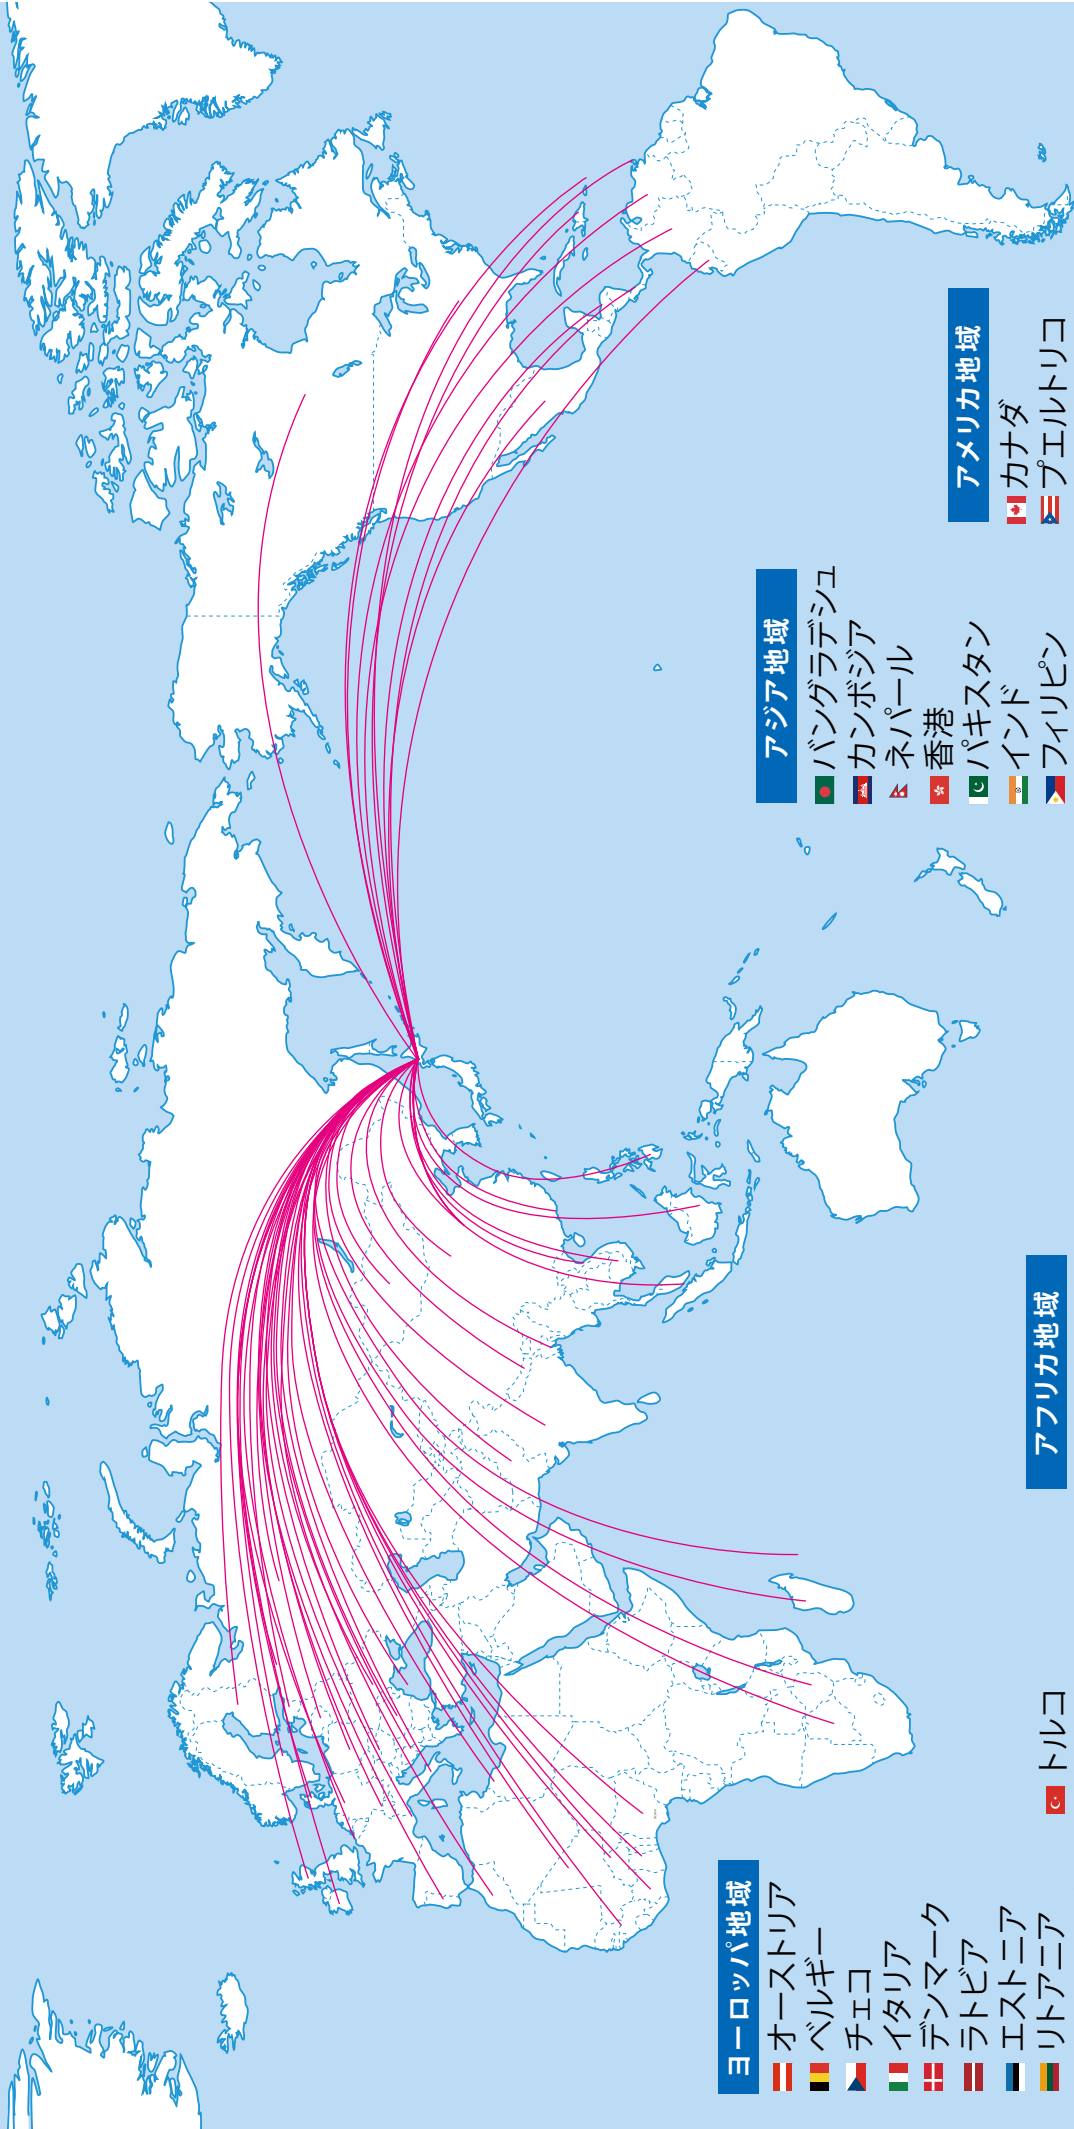 ヨーロッパ地域
オーストリア
ベルギー
チェコ
イタリア
デンマーク
ラトビア
エストニア
リトアニア
トルコ
アフリカ地域
アジア地域
バングラデシュ
カンボジア
ネパール
香港
パキスタン
インド
フィリピン
アメリカ地域
カナダ
プエルトリコ